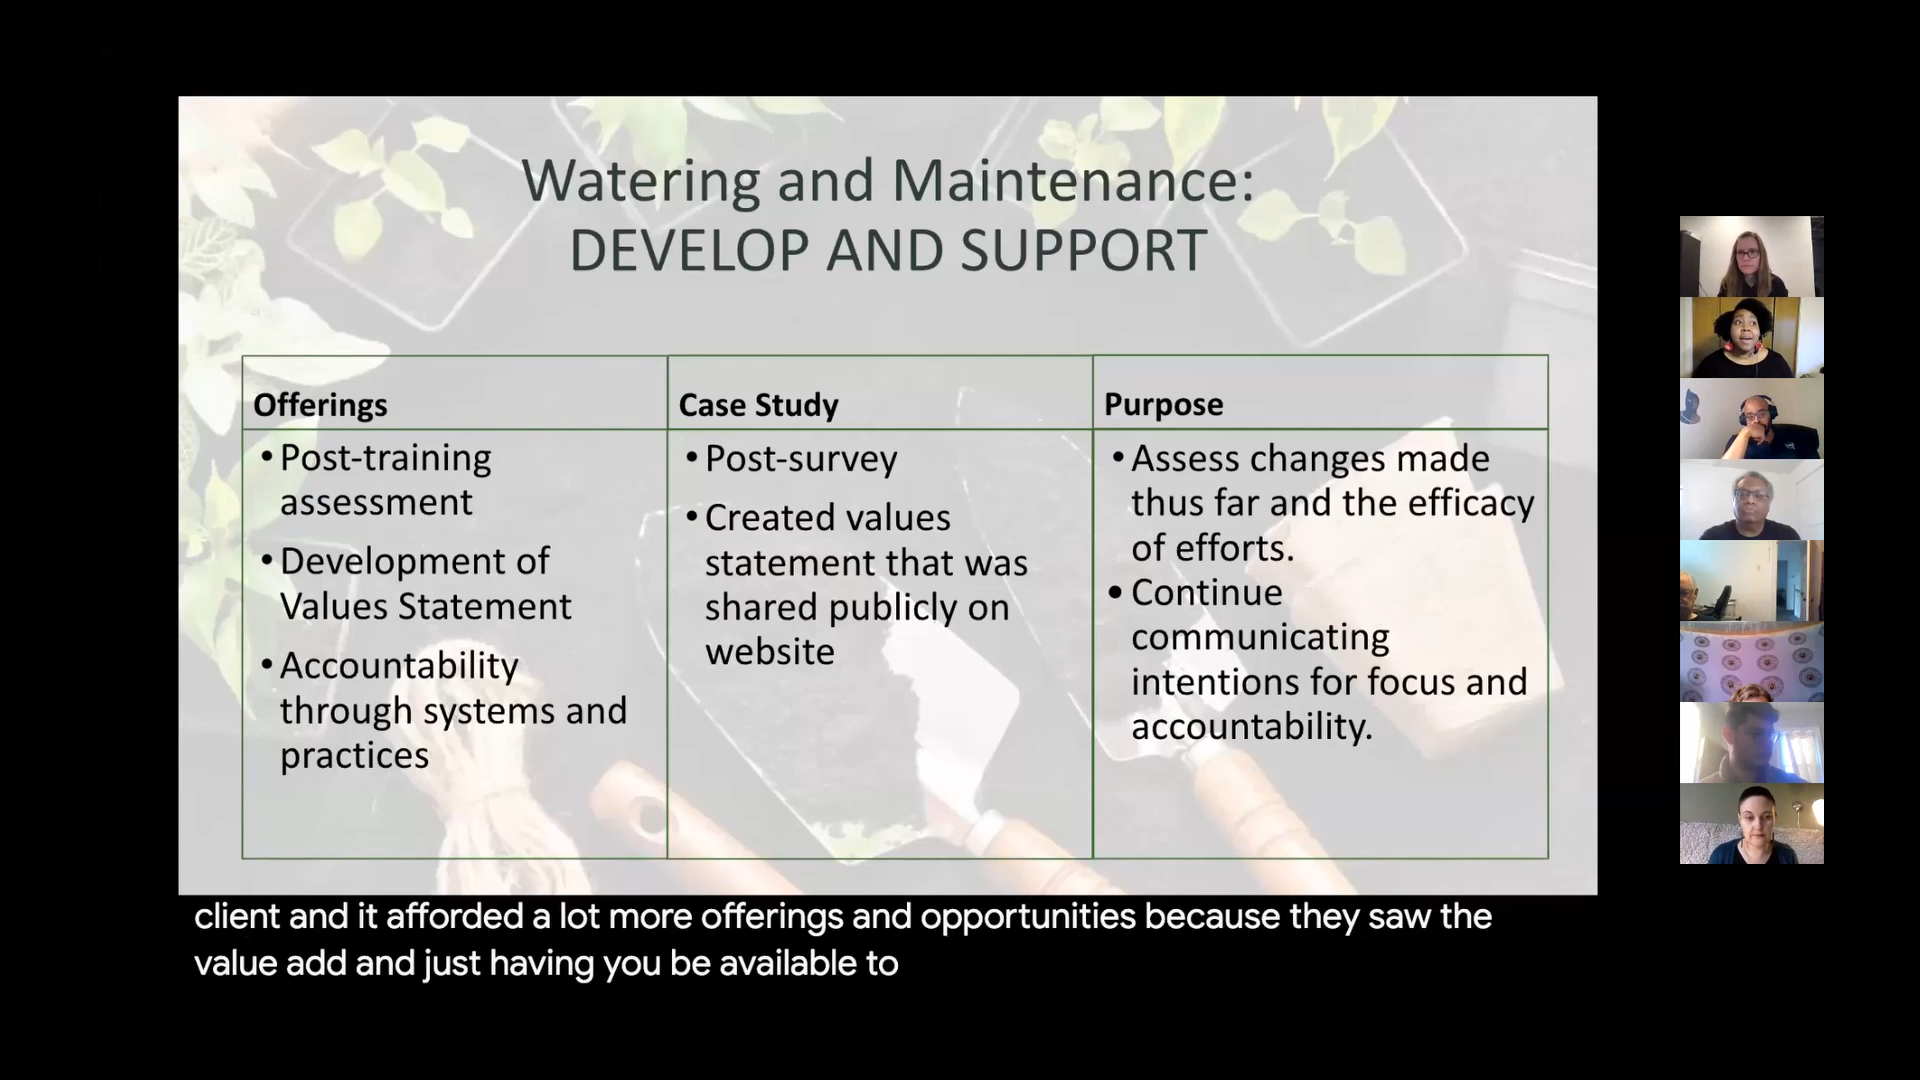 Watering and Maintenance:
DEVELOP AND SUPPORT
Offerings
• Post-training
assessment
• Development of
Values Statement
• Accountability
through systems and
practices
Case Study
• Post-survey
• Created values
statement that was
shared publicly on
website
Purpose
• Assess changes made
thus far and the efficacy
of efforts.
• Continue
communicating
intentions for focus and
accountability.
client and it afforded a lot more offerings and opportunities because they saw the
value add and just having you be available to